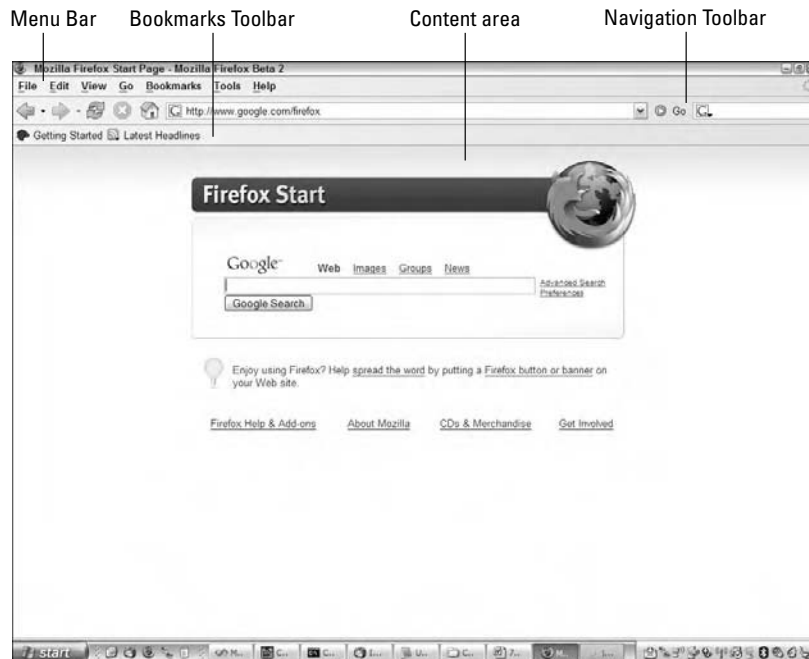 Menu Bar Bookmarks Toolbar Content area Navigation Toolbar
Mozilla Firefox Start Page - Mozilla Firefox Beta 2
File Edit View Go Bookmarks Tools Help
http://www.google.com/firefox Go
Getting Started Latest Headlines
Firefox Start
Google Web Images Groups News
Advanced Search
Preferences
Google Search
Enjoy using Firefox? Help spread the word by putting a Firefox button or banner on
your Web site.
Firefox Help & Add-ons About Mozilla CDs & Merchandise Get Involved
start M... C... C... U... C... 7... M...